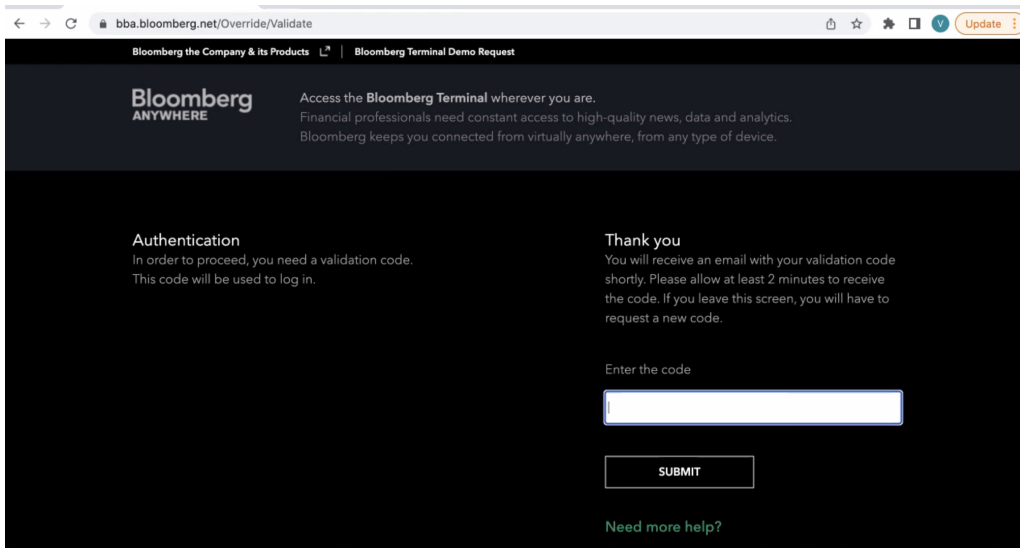 bba.bloomberg.net/Override/Validate
V
Update
Bloomberg the Company & its Products | Bloomberg Terminal Demo Request
Bloomberg
ANYWHERE
Access the Bloomberg Terminal wherever you are.
Financial professionals need constant access to high-quality news, data and analytics.
Bloomberg keeps you connected from virtually anywhere, from any type of device.
Authentication
In order to proceed, you need a validation code.
This code will be used to log in.
Thank you
You will receive an email with your validation code
shortly. Please allow at least 2 minutes to receive
the code. If you leave this screen, you will have to
request a new code.
Enter the code
SUBMIT
Need more help?